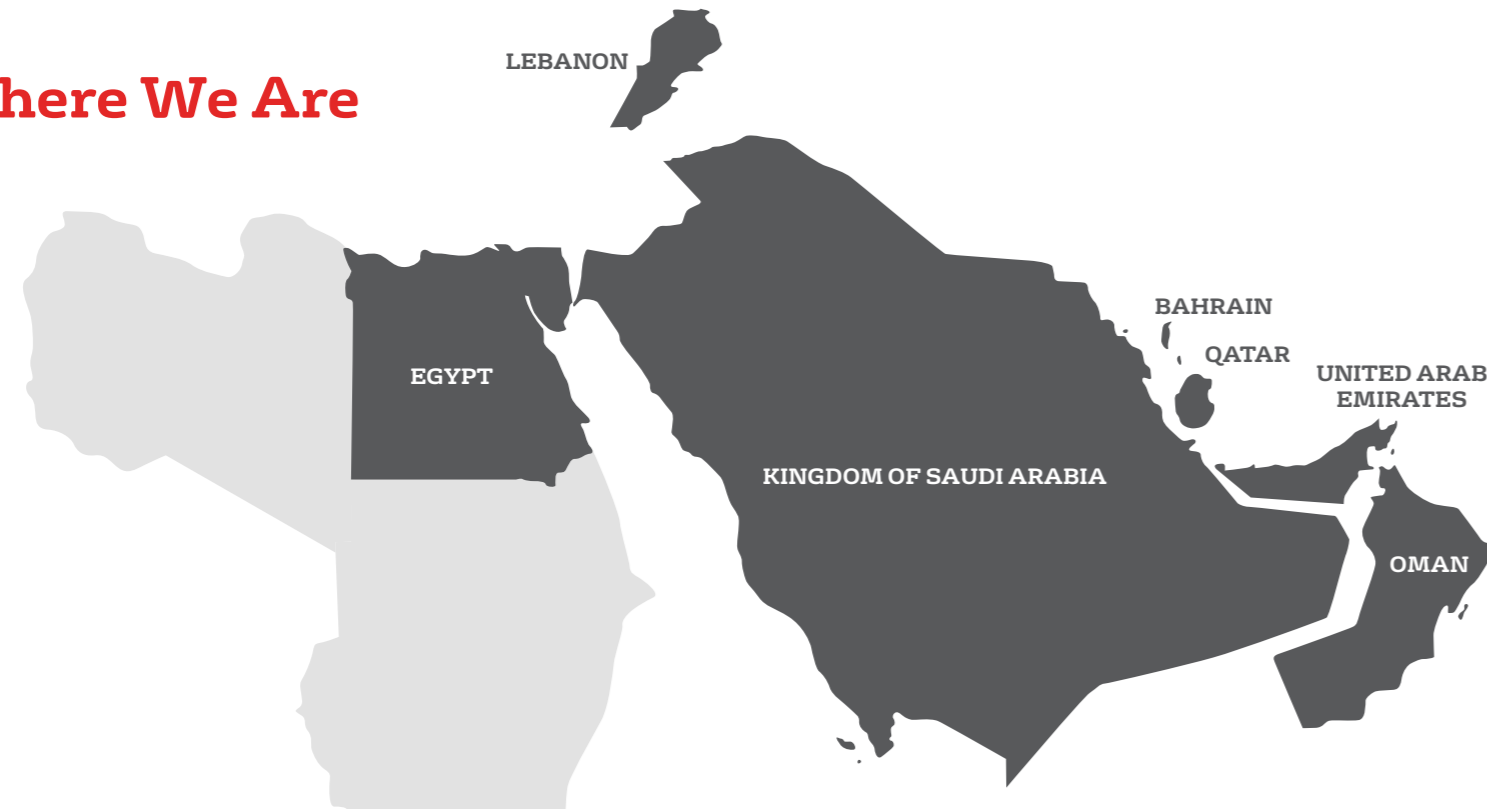 here We Are
LEBANON
BAHRAIN
QATAR
UNITED ARAB
EMIRATES
EGYPT
KINGDOM OF SAUDI ARABIA
OMAN